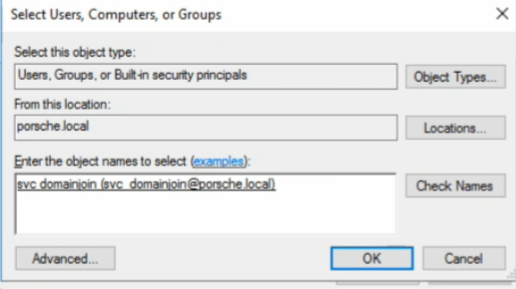 Select Users, Computers, or Groups
Select this object type:
Users, Groups, or Built-in security principals
Object Types...
From this location:
porsche.local
Locations...
Enter the object names to select (examples):
svc domainjoin (svc_domainjoin@porsche.local)
Check Names
Advanced...
OK
Cancel